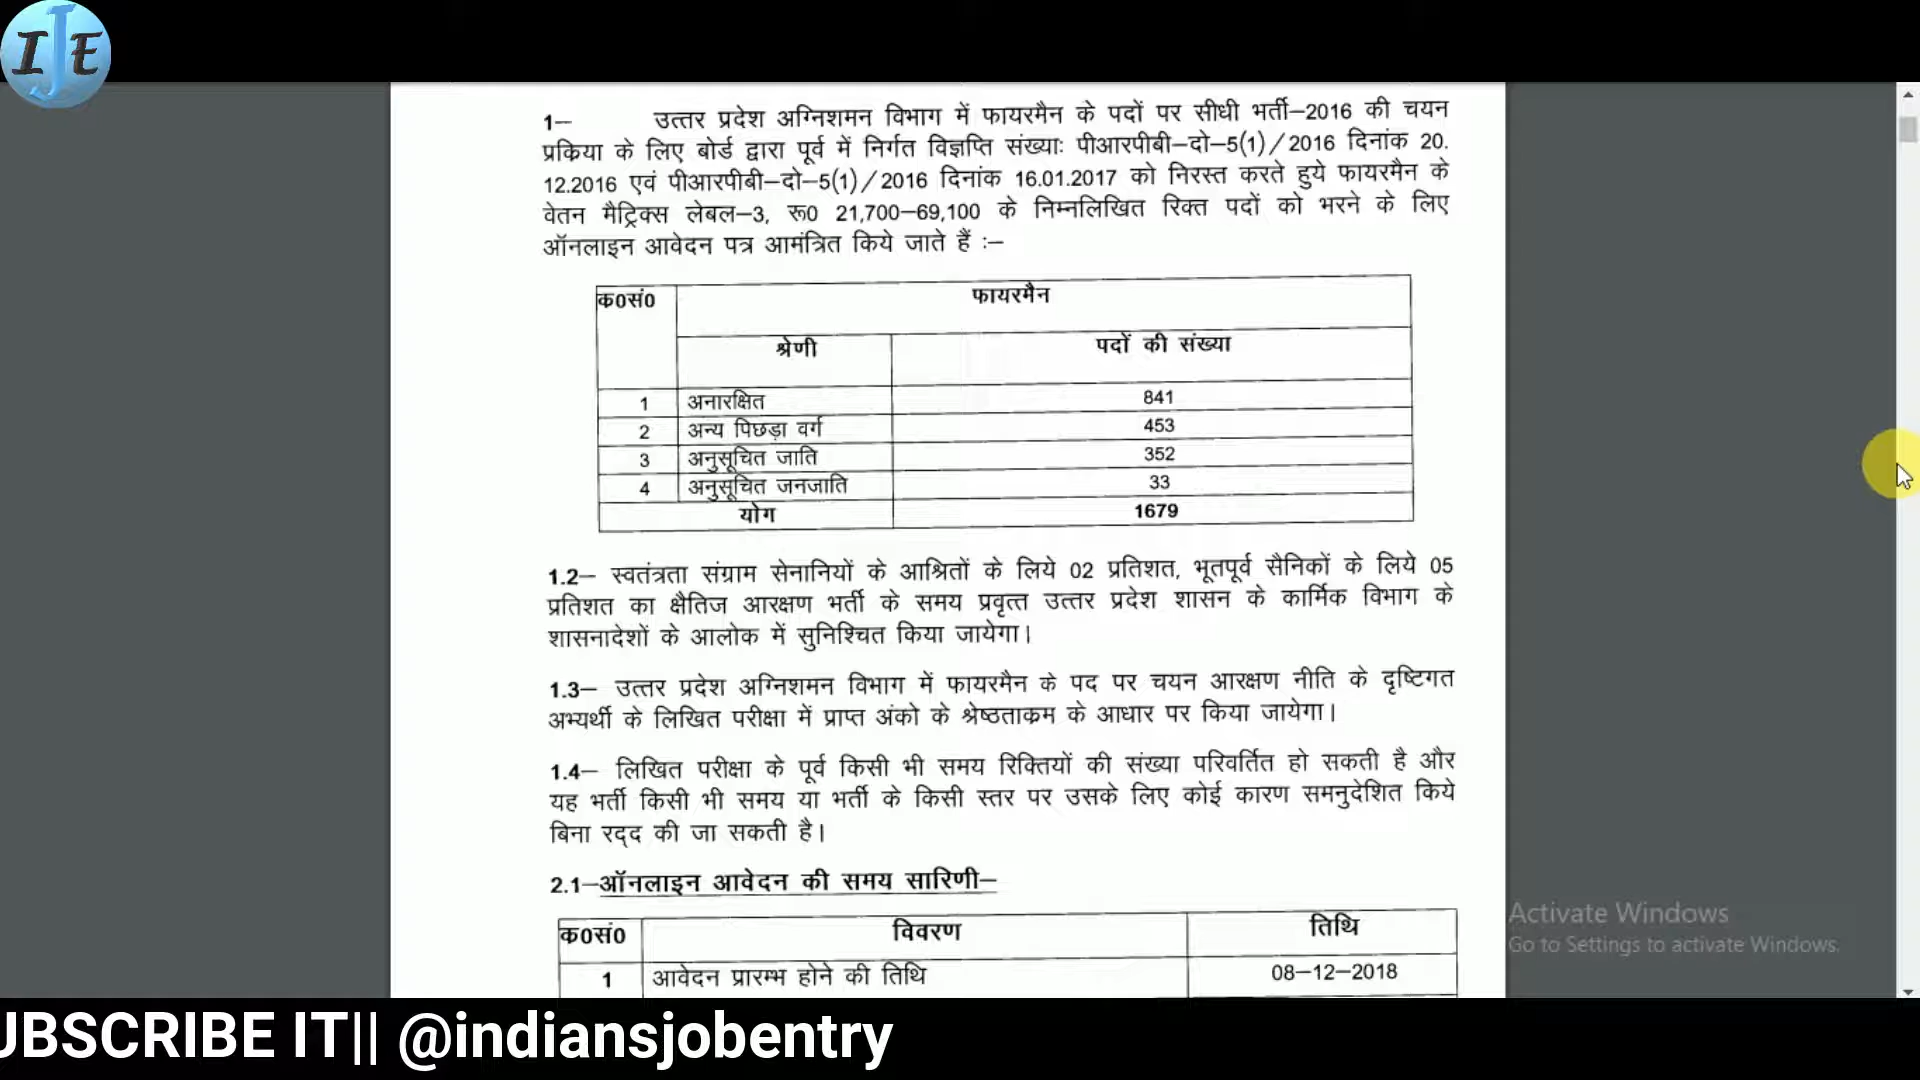 IJE
1— उत्तर प्रदेश अग्निशमन विभाग में फायरमैन के पदों पर सीधी भर्ती–2016 की चयन
प्रकिया के लिए बोर्ड द्वारा पूर्व में निर्गत विज्ञप्ति संख्याः पीआरपीबी–दो–5(1)/2016 दिनांक 20.
12.2016 एवं पीआरपीबी–दो–5(1)/2016 दिनांक 16.01.2017 को निरस्त करते हुये फायरमैन के
वेतन मैट्रिक्स लेबल–3, रू0 21,700–69,100 के निम्नलिखित रिक्त पदों को भरने के लिए
ऑनलाइन आवेदन पत्र आमंत्रित किये जाते हैं :–
क0सं0 फायरमैन
श्रेणी पदों की संख्या
1 अनारक्षित 841
2 अन्य पिछड़ा वर्ग 453
3 अनुसूचित जाति 352
4 अनुसूचित जनजाति 33
योग 1679
1.2– स्वतंत्रता संग्राम सेनानियों के आश्रितों के लिये 02 प्रतिशत, भूतपूर्व सैनिकों के लिये 05
प्रतिशत का क्षैतिज आरक्षण भर्ती के समय प्रवृत्त उत्तर प्रदेश शासन के कार्मिक विभाग के
शासनादेशों के आलोक में सुनिश्चित किया जायेगा।
1.3– उत्तर प्रदेश अग्निशमन विभाग में फायरमैन के पद पर चयन आरक्षण नीति के दृष्टिगत
अभ्यर्थी के लिखित परीक्षा में प्राप्त अंको के श्रेष्ठताकम के आधार पर किया जायेगा।
1.4– लिखित परीक्षा के पूर्व किसी भी समय रिक्तियों की संख्या परिवर्तित हो सकती है और
यह भर्ती किसी भी समय या भर्ती के किसी स्तर पर उसके लिए कोई कारण समनुदेशित किये
बिना रद्द की जा सकती है।
2.1–ऑनलाइन आवेदन की समय सारिणी–
क0सं0 विवरण तिथि
1 आवेदन प्रारम्भ होने की तिथि 08–12–2018
Activate Windows
Go to Settings to activate Windows.
UBSCRIBE IT|| @indiansjobentry